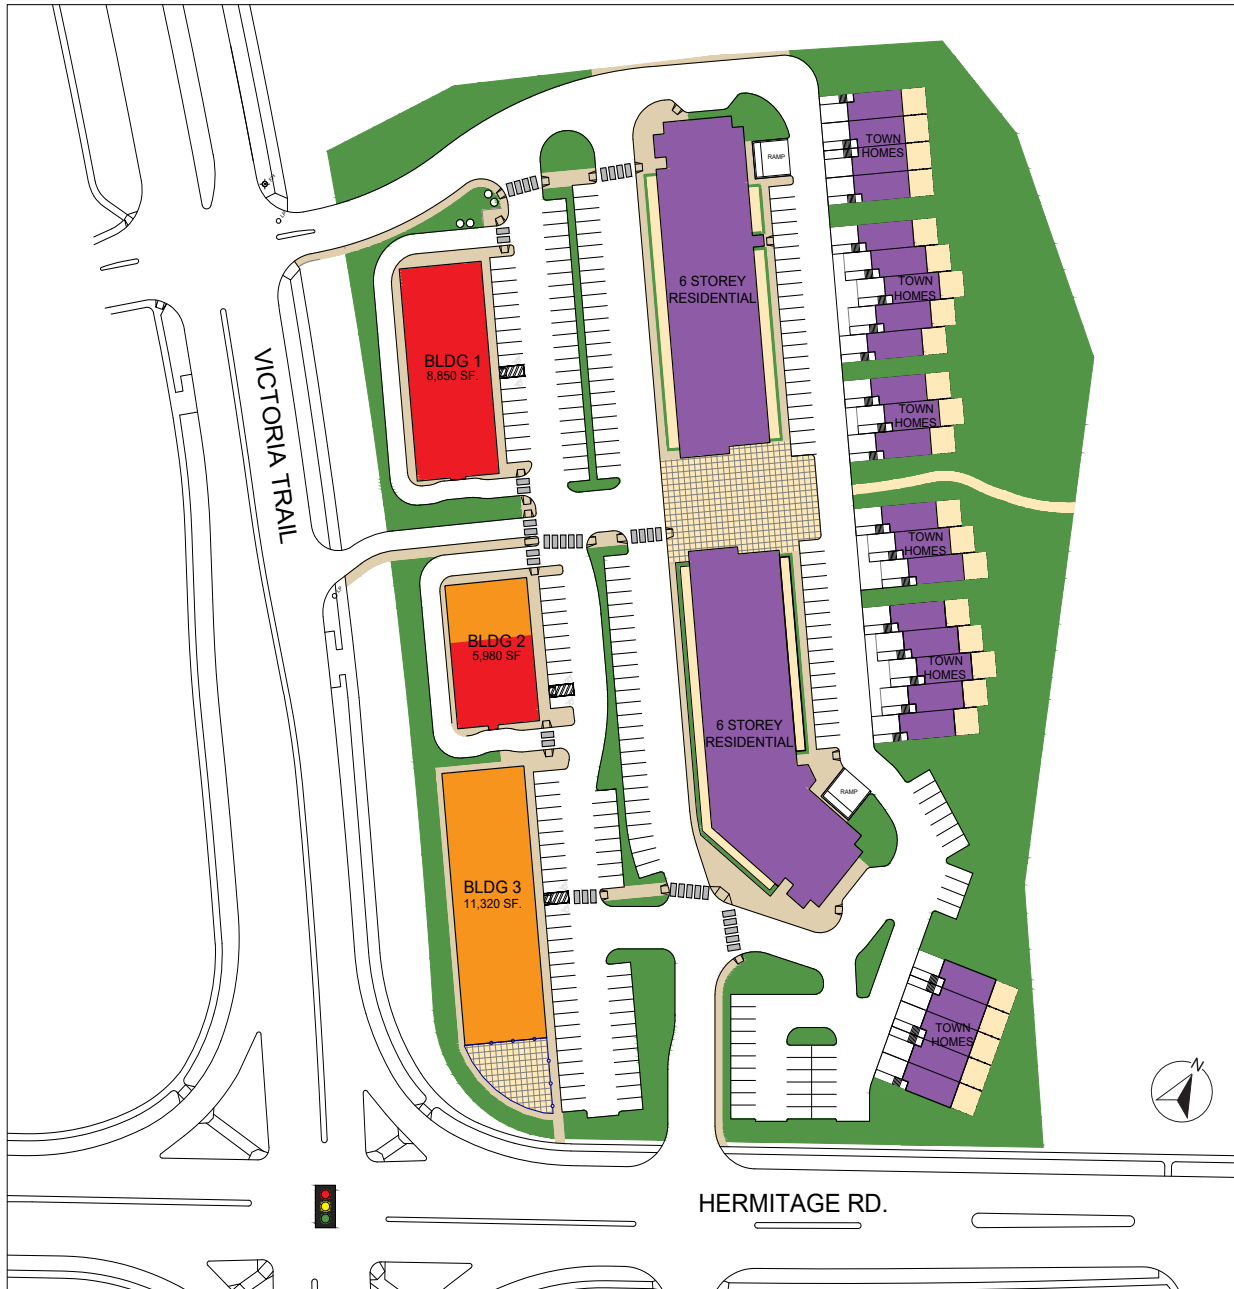 TOWN
HOMES
RAMP
6 STOREY
RESIDENTIAL
TOWN
HOMES
BLDG 1
8,850 SF.
VICTORIA TRAIL
TOWN
HOMES
TOWN
HOMES
BLDG 2
5,980 SF
TOWN
HOMES
6 STOREY
RESIDENTIAL
RAMP
BLDG 3
11,320 SF.
TOWN
HOMES
N
HERMITAGE RD.